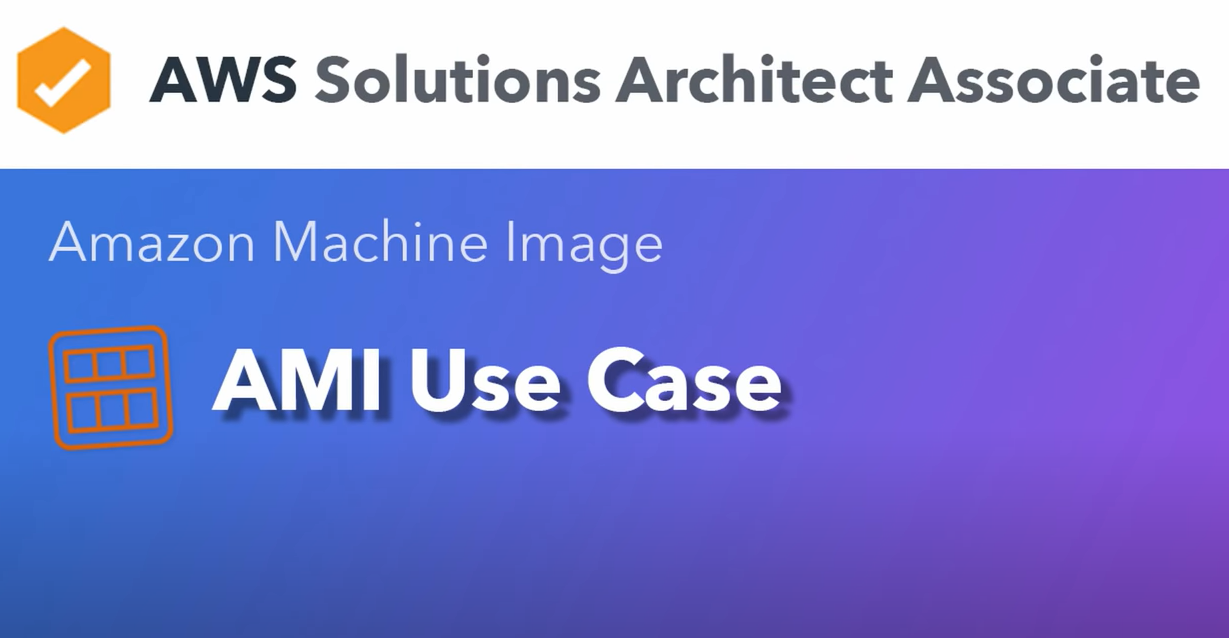 AWS Solutions Architect Associate
Amazon Machine Image
AMI Use Case